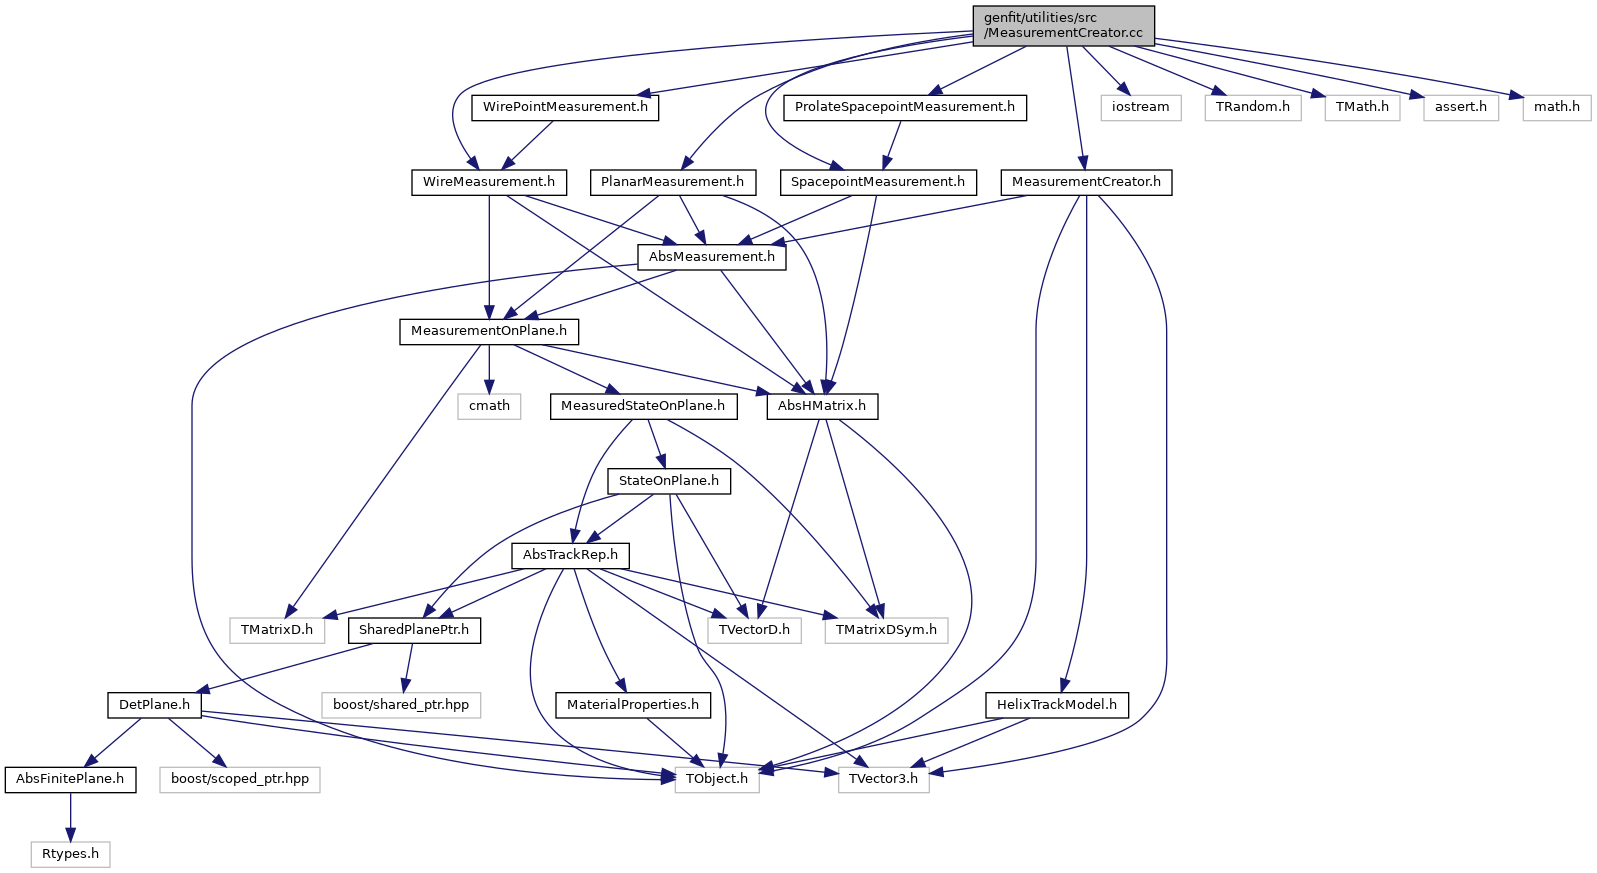 genfit/utilities/src
/MeasurementCreator.cc
WirePointMeasurement.h
ProlateSpacepointMeasurement.h
iostream
TRandom.h
TMath.h
assert.h
math.h
WireMeasurement.h
PlanarMeasurement.h
SpacepointMeasurement.h
MeasurementCreator.h
AbsMeasurement.h
MeasurementOnPlane.h
cmath
MeasuredStateOnPlane.h
AbsHMatrix.h
StateOnPlane.h
AbsTrackRep.h
TMatrixD.h
SharedPlanePtr.h
TVectorD.h
TMatrixDSym.h
DetPlane.h
boost/shared_ptr.hpp
MaterialProperties.h
HelixTrackModel.h
AbsFinitePlane.h
boost/scoped_ptr.hpp
TObject.h
TVector3.h
Rtypes.h